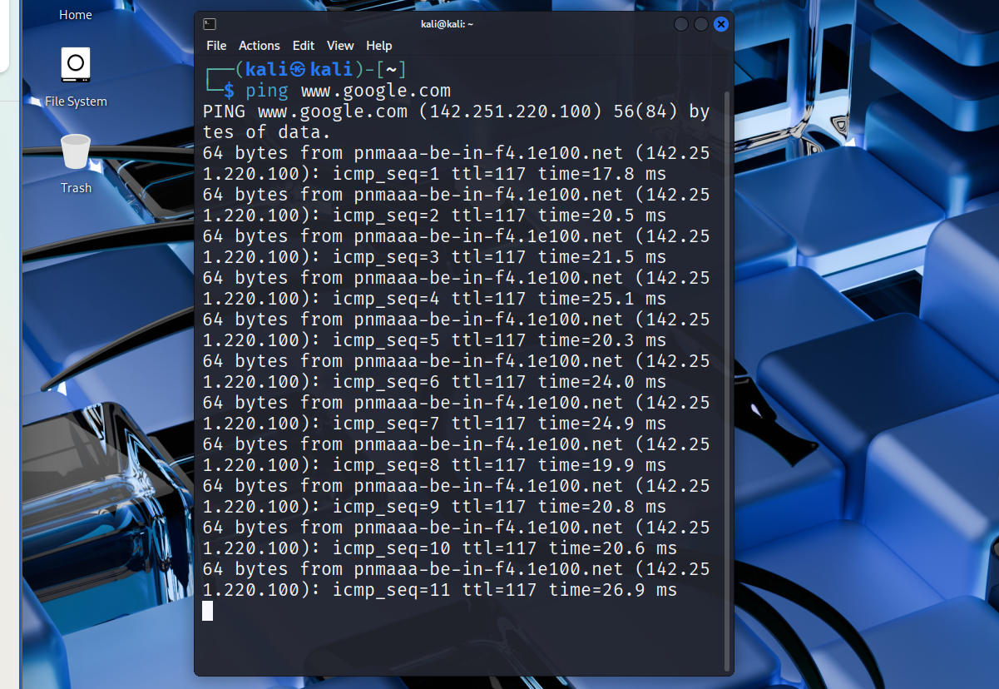 Home
File System
Trash
kali@kali: ~
File Actions Edit View Help
┌──(kali㉿kali)-[~]
└─$ ping www.google.com
PING www.google.com (142.251.220.100) 56(84) by
tes of data.
64 bytes from pnmaaa-be-in-f4.1e100.net (142.25
1.220.100): icmp_seq=1 ttl=117 time=17.8 ms
64 bytes from pnmaaa-be-in-f4.1e100.net (142.25
1.220.100): icmp_seq=2 ttl=117 time=20.5 ms
64 bytes from pnmaaa-be-in-f4.1e100.net (142.25
1.220.100): icmp_seq=3 ttl=117 time=21.5 ms
64 bytes from pnmaaa-be-in-f4.1e100.net (142.25
1.220.100): icmp_seq=4 ttl=117 time=25.1 ms
64 bytes from pnmaaa-be-in-f4.1e100.net (142.25
1.220.100): icmp_seq=5 ttl=117 time=20.3 ms
64 bytes from pnmaaa-be-in-f4.1e100.net (142.25
1.220.100): icmp_seq=6 ttl=117 time=24.0 ms
64 bytes from pnmaaa-be-in-f4.1e100.net (142.25
1.220.100): icmp_seq=7 ttl=117 time=24.9 ms
64 bytes from pnmaaa-be-in-f4.1e100.net (142.25
1.220.100): icmp_seq=8 ttl=117 time=19.9 ms
64 bytes from pnmaaa-be-in-f4.1e100.net (142.25
1.220.100): icmp_seq=9 ttl=117 time=20.8 ms
64 bytes from pnmaaa-be-in-f4.1e100.net (142.25
1.220.100): icmp_seq=10 ttl=117 time=20.6 ms
64 bytes from pnmaaa-be-in-f4.1e100.net (142.25
1.220.100): icmp_seq=11 ttl=117 time=26.9 ms